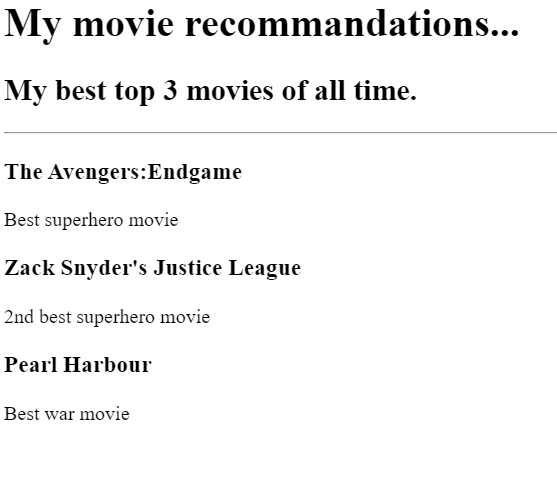 My movie recommandations...
My best top 3 movies of all time.
The Avengers:Endgame
Best superhero movie
Zack Snyder's Justice League
2nd best superhero movie
Pearl Harbour
Best war movie